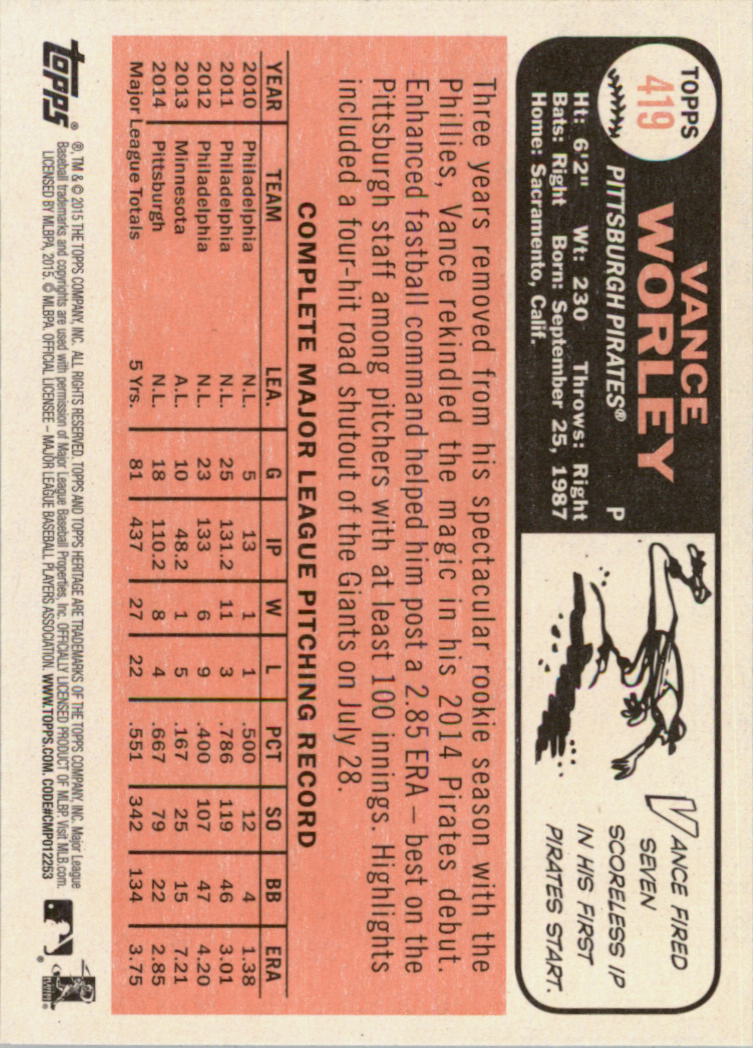 TOPPS
419
VANCE
WORLEY
PITTSBURGH PIRATES® P
Ht: 6'2" Wt: 230 Throws: Right
Bats: Right Born: September 25, 1987
Home: Sacramento, Calif.
VANCE FIRED
SEVEN
SCORELESS IP
IN HIS FIRST
PIRATES START.
Three years removed from his spectacular rookie season with the
Phillies, Vance rekindled the magic in his 2014 Pirates debut.
Enhanced fastball command helped him post a 2.85 ERA – best on the
Pittsburgh staff among pitchers with at least 100 innings. Highlights
included a four-hit road shutout of the Giants on July 28.
COMPLETE MAJOR LEAGUE PITCHING RECORD
YEAR TEAM LEA. G IP W L PCT SO BB ERA
2010 Philadelphia N.L. 5 13 1 1 .500 12 4 1.38
2011 Philadelphia N.L. 25 131.2 11 3 .786 119 46 3.01
2012 Philadelphia N.L. 23 133 6 9 .400 107 47 4.20
2013 Minnesota A.L. 10 48.2 1 5 .167 25 15 7.21
2014 Pittsburgh N.L. 18 110.2 8 4 .667 79 22 2.85
Major League Totals 5 Yrs. 81 437 27 22 .551 342 134 3.75
topps®
®, TM & © 2015 THE TOPPS COMPANY, INC. ALL RIGHTS RESERVED. TOPPS AND TOPPS HERITAGE ARE TRADEMARKS OF THE TOPPS COMPANY, INC. Major League
Baseball trademarks and copyrights are used with permission of Major League Baseball Properties, Inc. OFFICIALLY LICENSED PRODUCT OF MLBP. Visit MLB.com.
LICENSED BY MLBPA, 2015. © MLBPA. OFFICIAL LICENSEE – MAJOR LEAGUE BASEBALL PLAYERS ASSOCIATION. WWW.TOPPS.COM. CODE#CMP012253